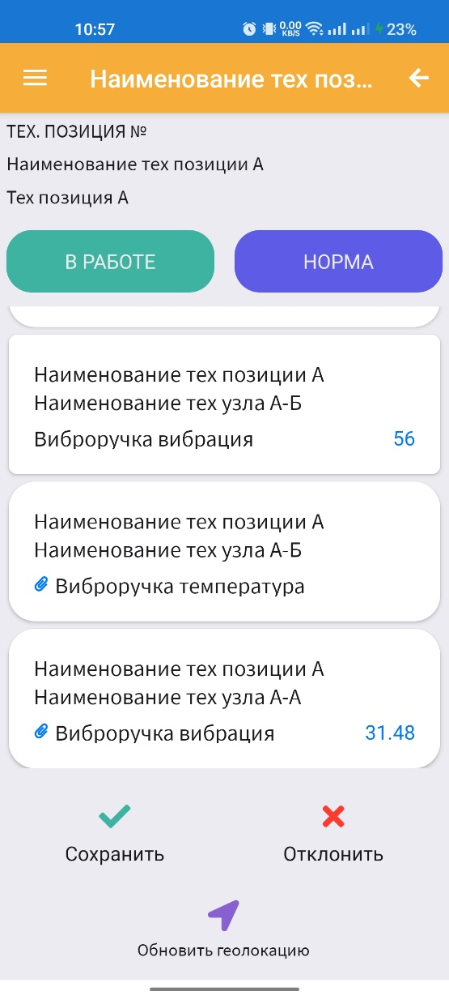 10:57
0.00
KB/S
23%
Наименование тех поз...
ТЕХ. ПОЗИЦИЯ №
Наименование тех позиции А
Тех позиция А
В РАБОТЕ
НОРМА
Наименование тех позиции А
Наименование тех узла А-Б
Виброручка вибрация
56
Наименование тех позиции А
Наименование тех узла А-Б
Виброручка температура
Наименование тех позиции А
Наименование тех узла А-А
Виброручка вибрация
31.48
Сохранить
Отклонить
Обновить геолокацию